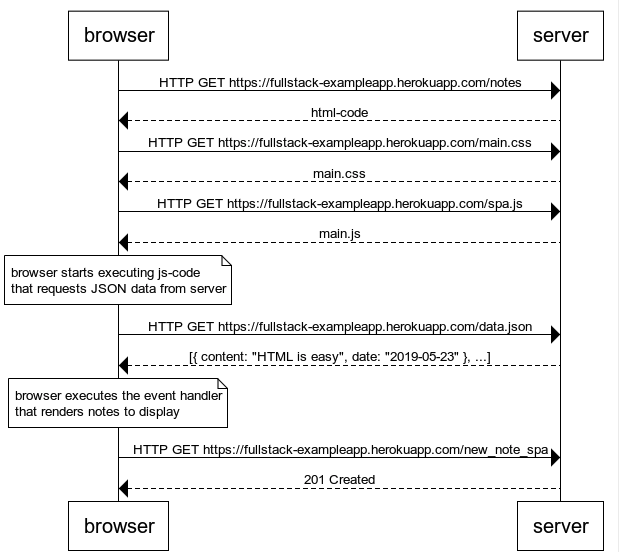 browser server
HTTP GET https://fullstack-exampleapp.herokuapp.com/notes
html-code
HTTP GET https://fullstack-exampleapp.herokuapp.com/main.css
main.css
HTTP GET https://fullstack-exampleapp.herokuapp.com/spa.js
main.js
browser starts executing js-code
that requests JSON data from server
HTTP GET https://fullstack-exampleapp.herokuapp.com/data.json
[{ content: "HTML is easy", date: "2019-05-23" }, ...]
browser executes the event handler
that renders notes to display
HTTP GET https://fullstack-exampleapp.herokuapp.com/new_note_spa
201 Created
browser server